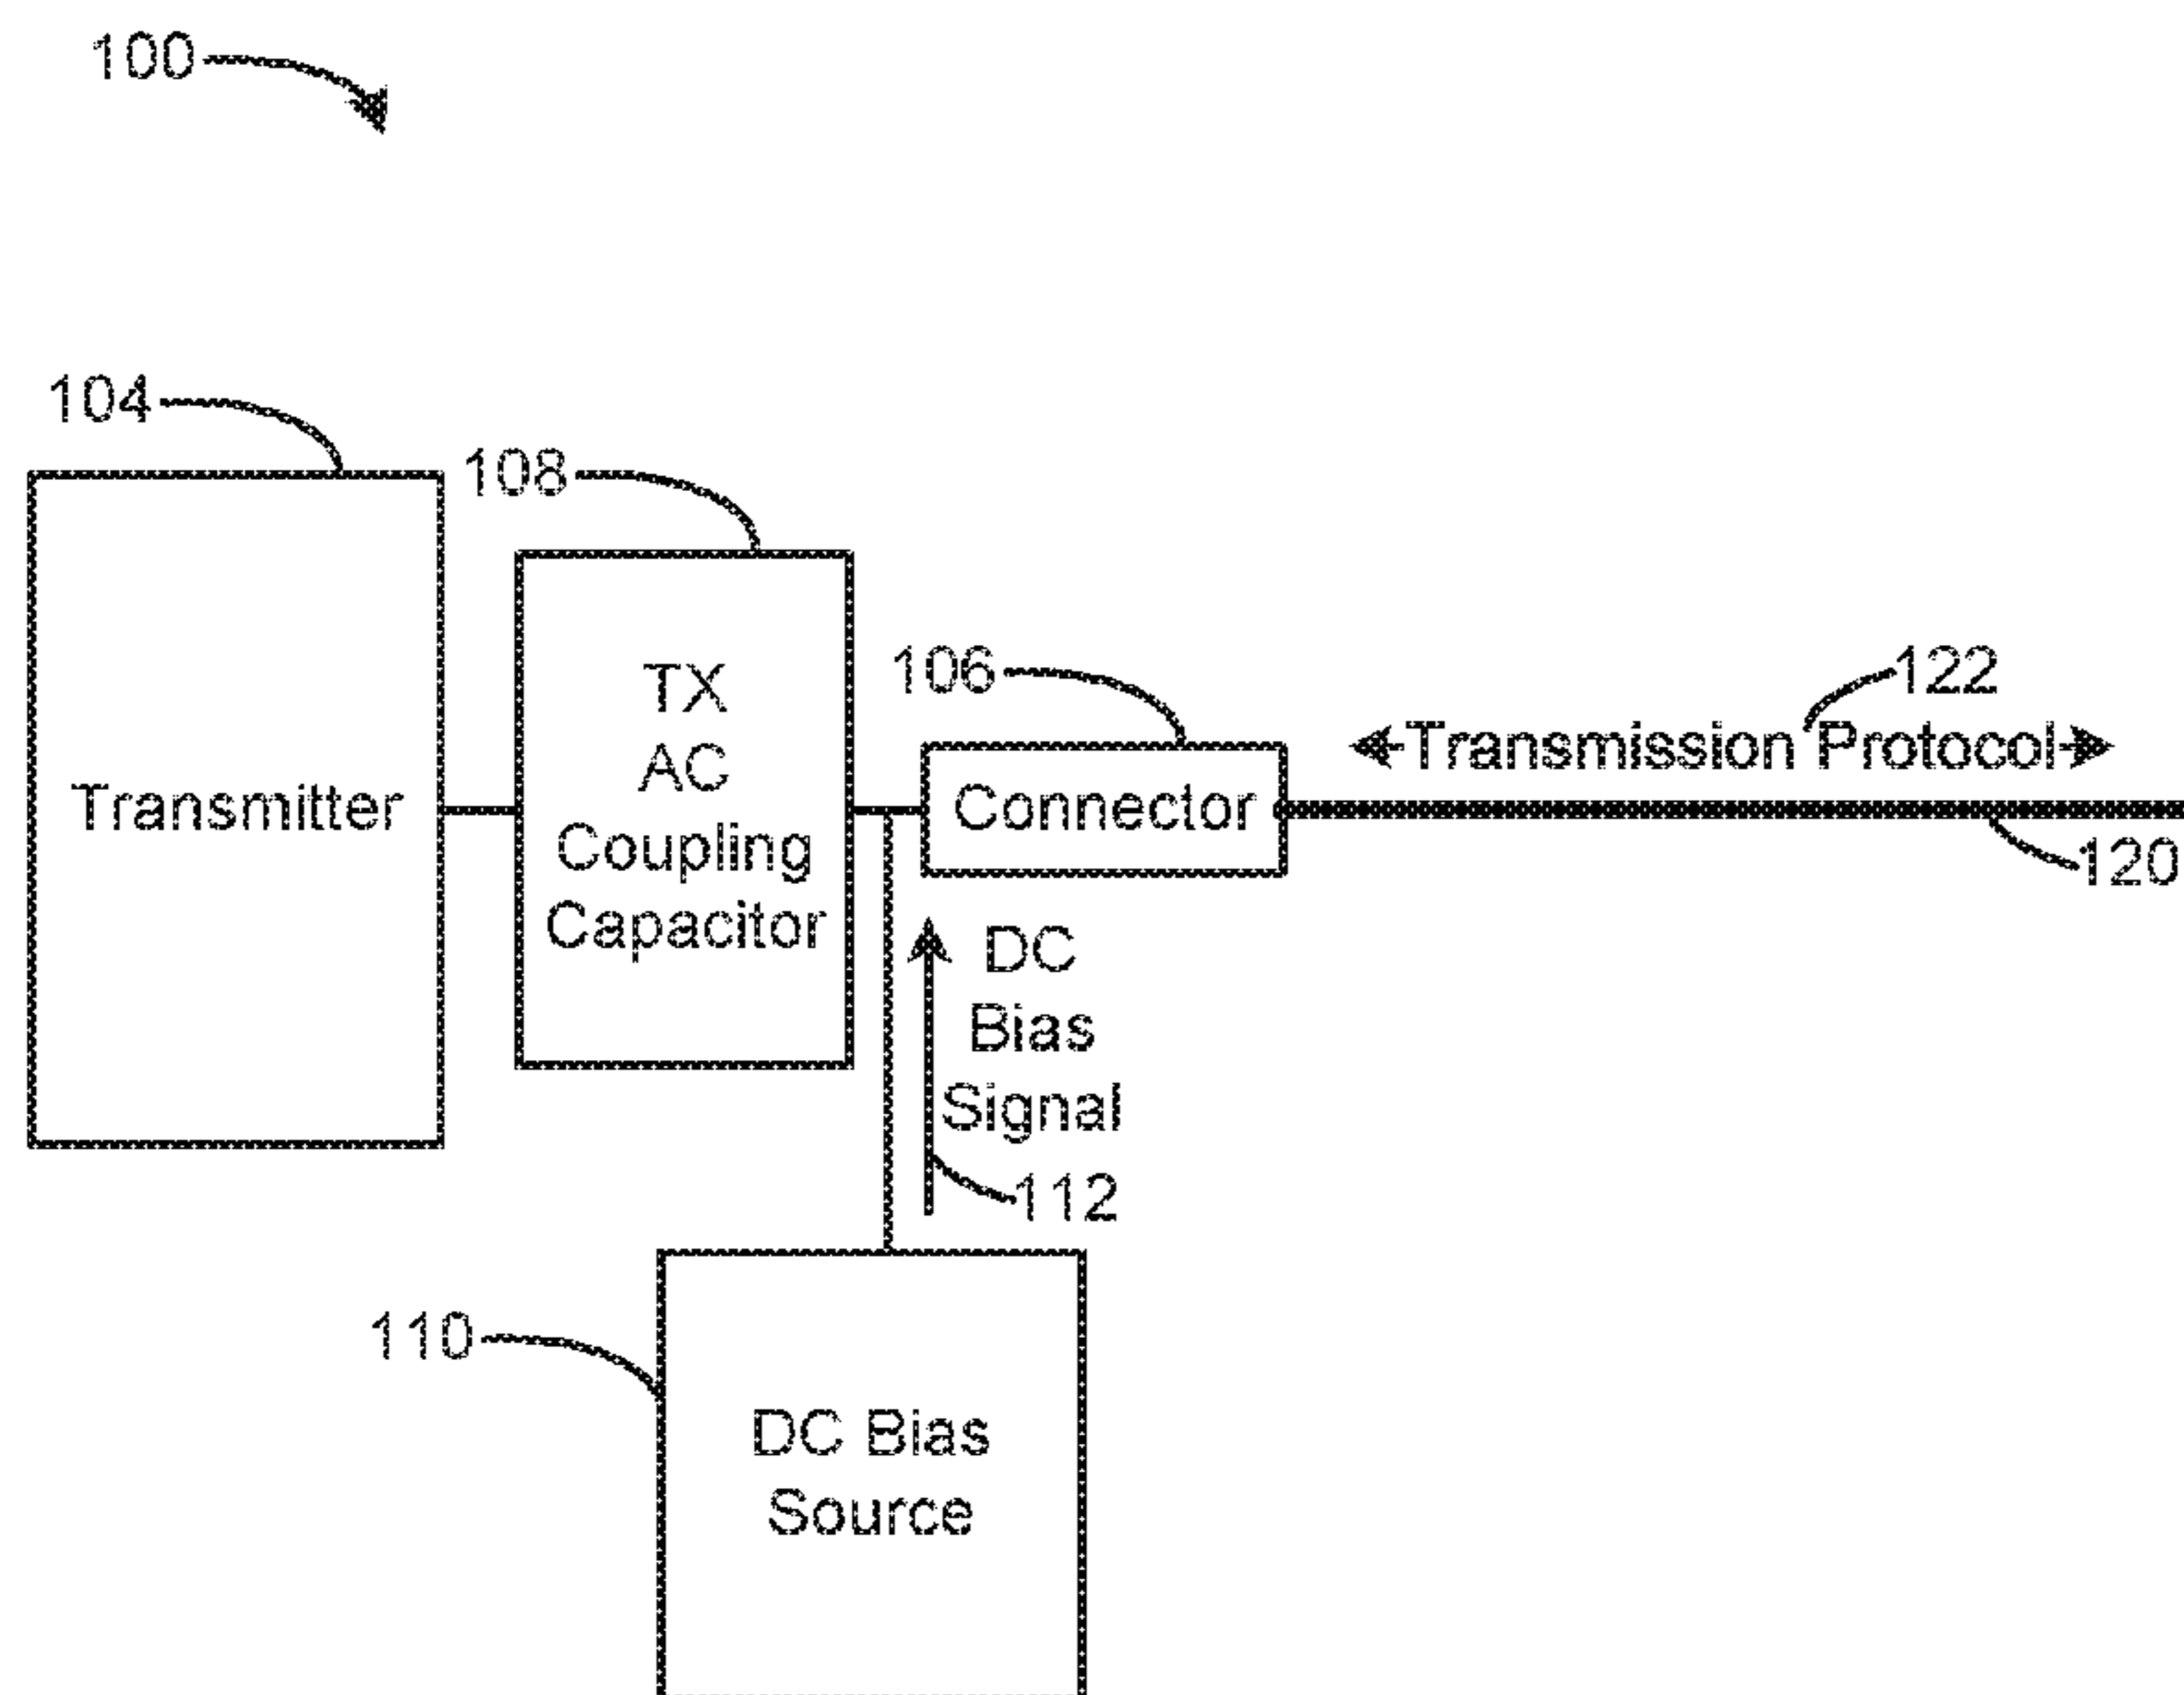 100
104
108
Transmitter
TX
AC
Coupling
Capacitor
106
Connector
122
Transmission Protocol
120
DC
Bias
Signal
112
110
DC Bias
Source